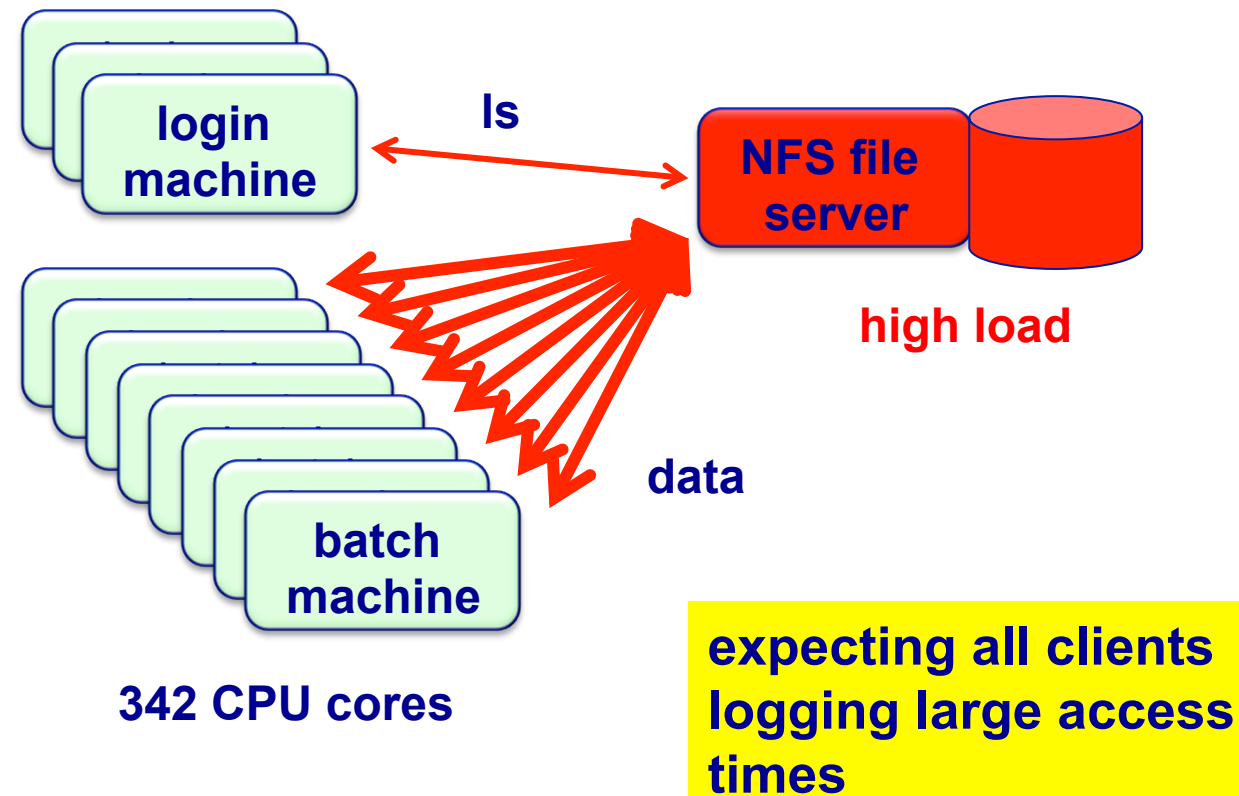 login
machine
ls
NFS file
server
high load
data
batch
machine
342 CPU cores
expecting all clients
logging large access
times